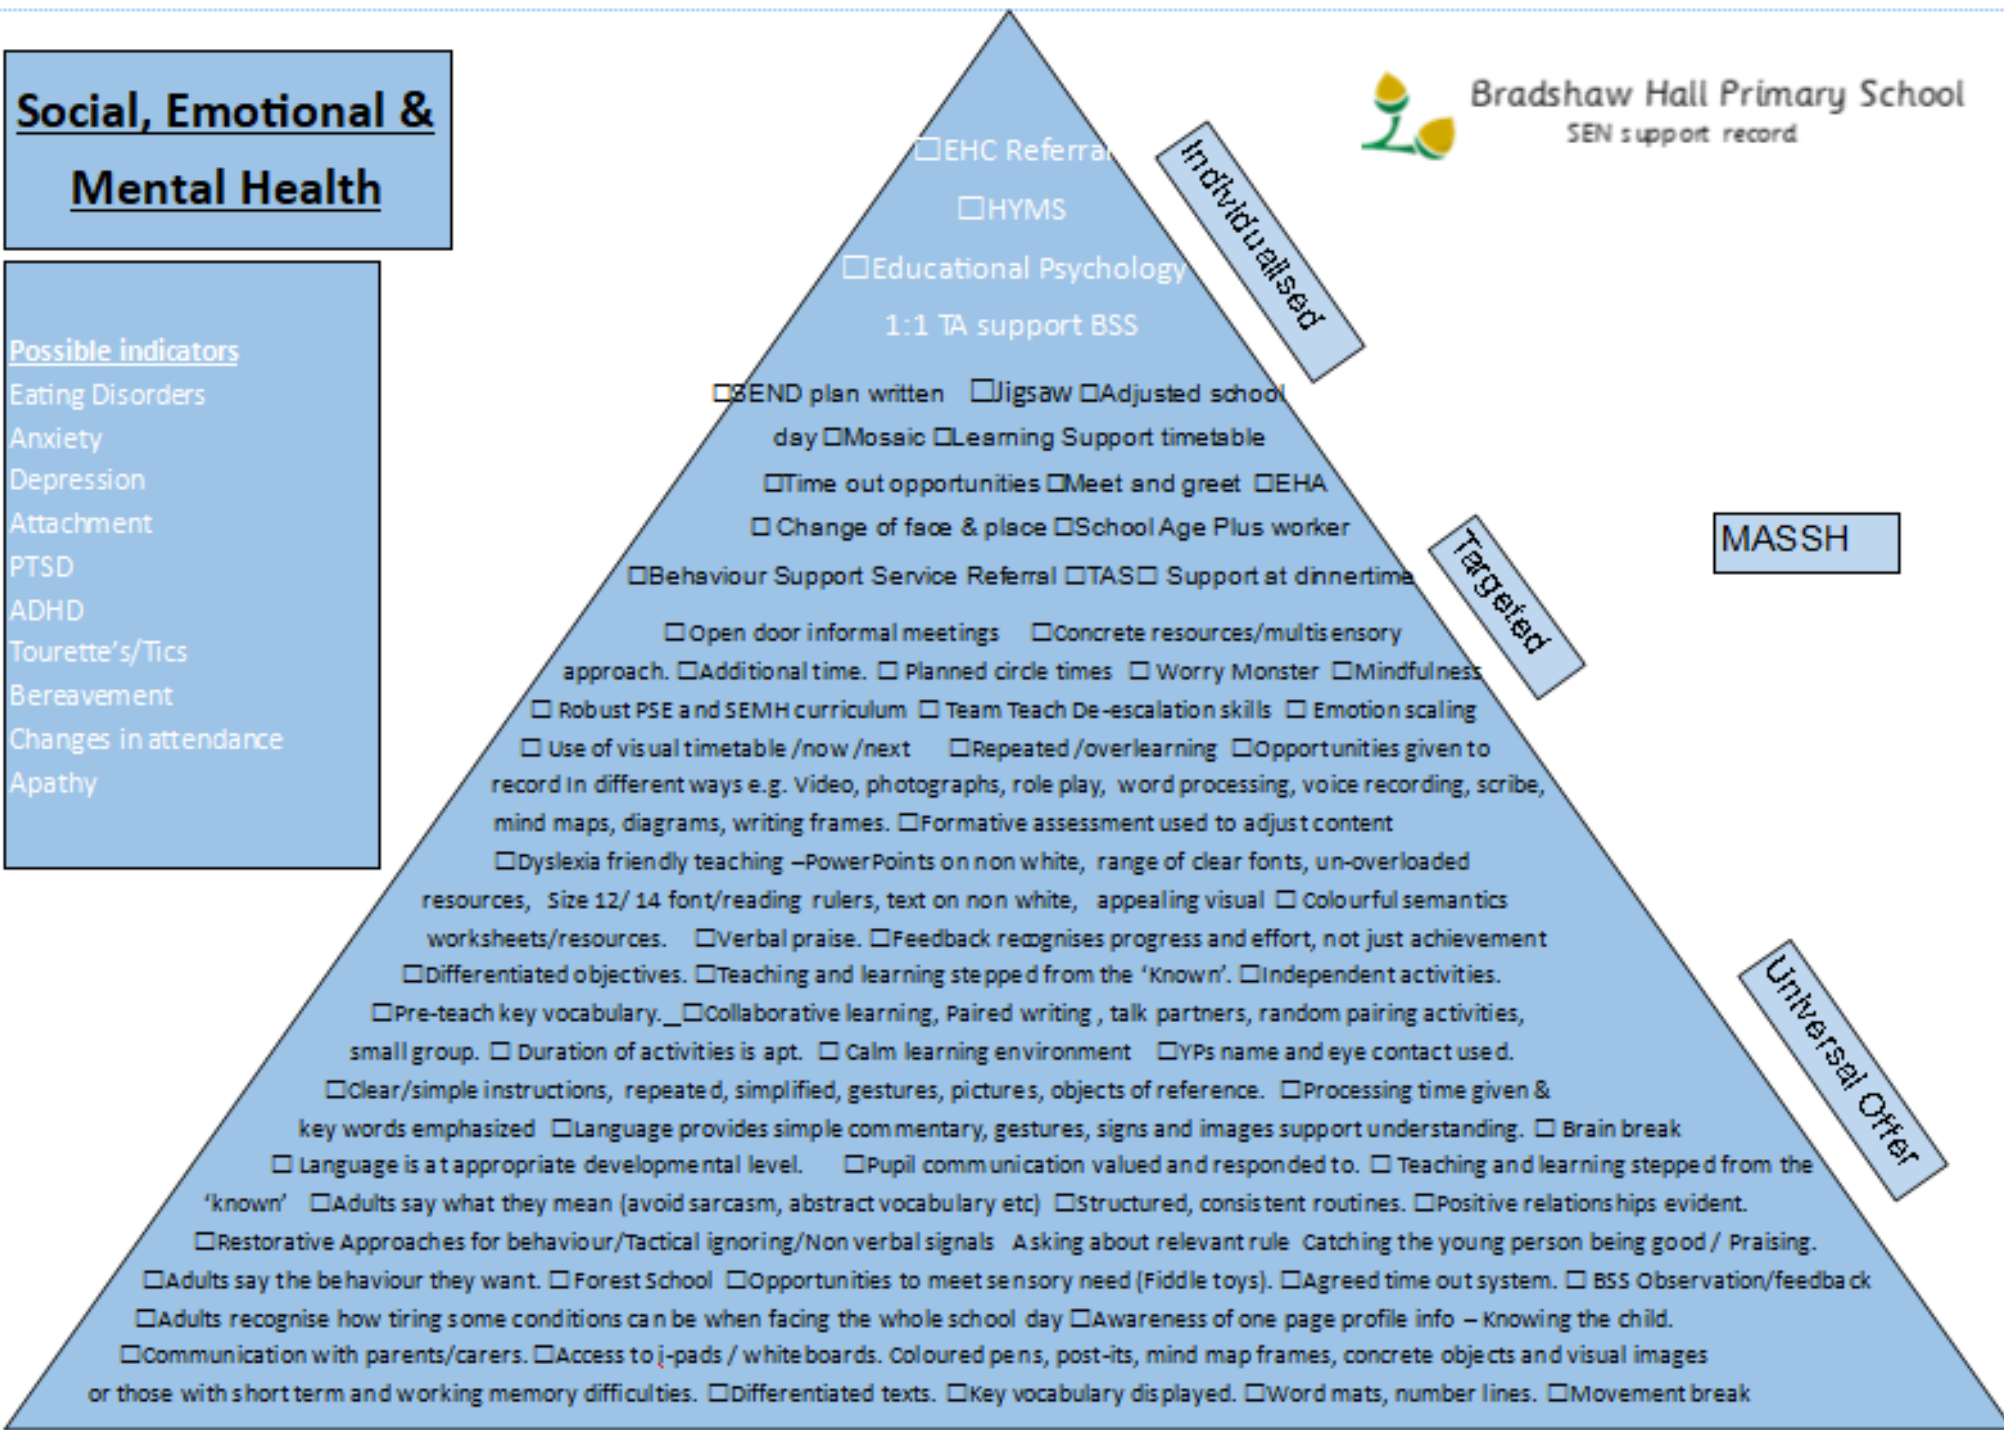 Social, Emotional &
Mental Health
Bradshaw Hall Primary School
SEN support record
Possible indicators
Eating Disorders
Anxiety
Depression
Attachment
PTSD
ADHD
Tourette's/Tics
Bereavement
Changes in attendance
Apathy
Individualised
Targeted
MASSH
Universal Offer
☐EHC Referral
☐HYMS
☐Educational Psychology
1:1 TA support BSS
☐SEND plan written ☐Jigsaw ☐Adjusted school
day ☐Mosaic ☐Learning Support timetable
☐Time out opportunities ☐Meet and greet ☐EHA
☐ Change of face & place ☐School Age Plus worker
☐Behaviour Support Service Referral ☐TAS☐ Support at dinnertime
☐Open door informal meetings ☐Concrete resources/multisensory
approach. ☐Additional time. ☐ Planned circle times ☐ Worry Monster ☐Mindfulness
☐ Robust PSE and SEMH curriculum ☐ Team Teach De-escalation skills ☐ Emotion scaling
☐ Use of visual timetable /now /next ☐Repeated /overlearning ☐Opportunities given to
record In different ways e.g. Video, photographs, role play, word processing, voice recording, scribe,
mind maps, diagrams, writing frames. ☐Formative assessment used to adjust content
☐Dyslexia friendly teaching –PowerPoints on non white, range of clear fonts, un-overloaded
resources, Size 12/ 14 font/reading rulers, text on non white, appealing visual ☐ Colourful semantics
worksheets/resources. ☐Verbal praise. ☐Feedback recognises progress and effort, not just achievement
☐Differentiated objectives. ☐Teaching and learning stepped from the ‘Known’. ☐Independent activities.
☐Pre-teach key vocabulary._☐Collaborative learning, Paired writing , talk partners, random pairing activities,
small group. ☐ Duration of activities is apt. ☐ Calm learning environment ☐YPs name and eye contact used.
☐Clear/simple instructions, repeated, simplified, gestures, pictures, objects of reference. ☐Processing time given &
key words emphasized ☐Language provides simple commentary, gestures, signs and images support understanding. ☐ Brain break
☐ Language is at appropriate developmental level. ☐Pupil communication valued and responded to. ☐ Teaching and learning stepped from the
‘known’ ☐Adults say what they mean (avoid sarcasm, abstract vocabulary etc) ☐Structured, consistent routines. ☐Positive relationships evident.
☐Restorative Approaches for behaviour/Tactical ignoring/Non verbal signals Asking about relevant rule Catching the young person being good / Praising.
☐Adults say the behaviour they want. ☐ Forest School ☐Opportunities to meet sensory need (Fiddle toys). ☐Agreed time out system. ☐ BSS Observation/feedback
☐Adults recognise how tiring some conditions can be when facing the whole school day ☐Awareness of one page profile info – Knowing the child.
☐Communication with parents/carers. ☐Access to i-pads / whiteboards. Coloured pens, post-its, mind map frames, concrete objects and visual images
or those with short term and working memory difficulties. ☐Differentiated texts. ☐Key vocabulary displayed. ☐Word mats, number lines. ☐Movement break